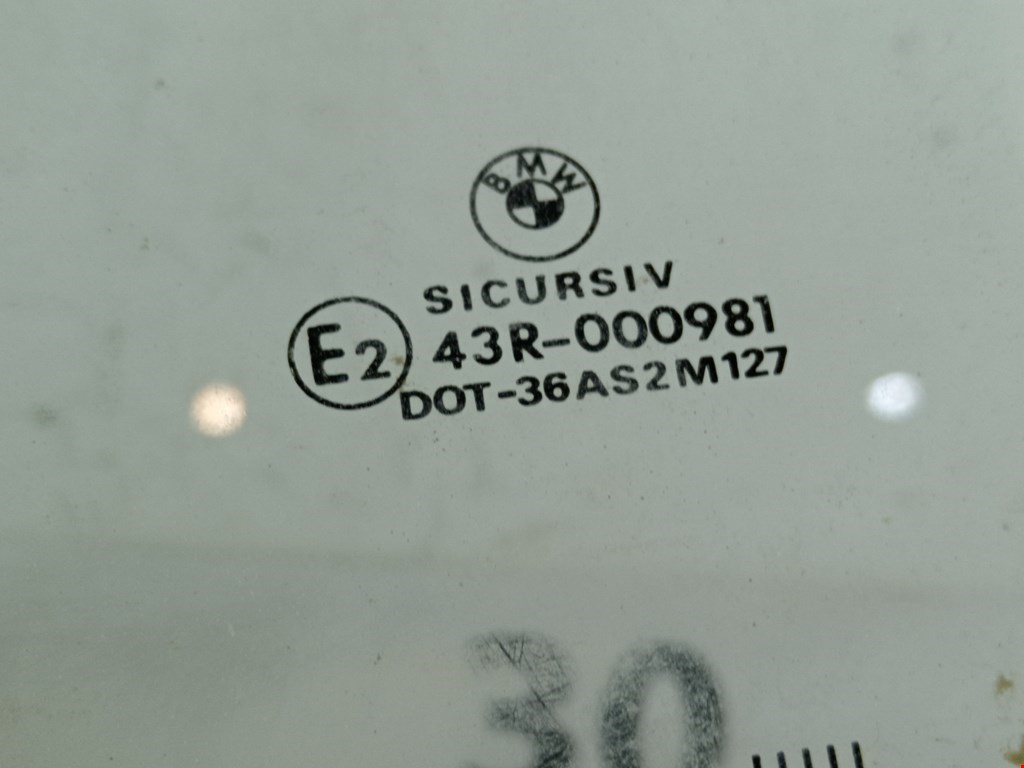 BMW
SICURSIV
E2
43R-000981
DOT-36AS2M127
30